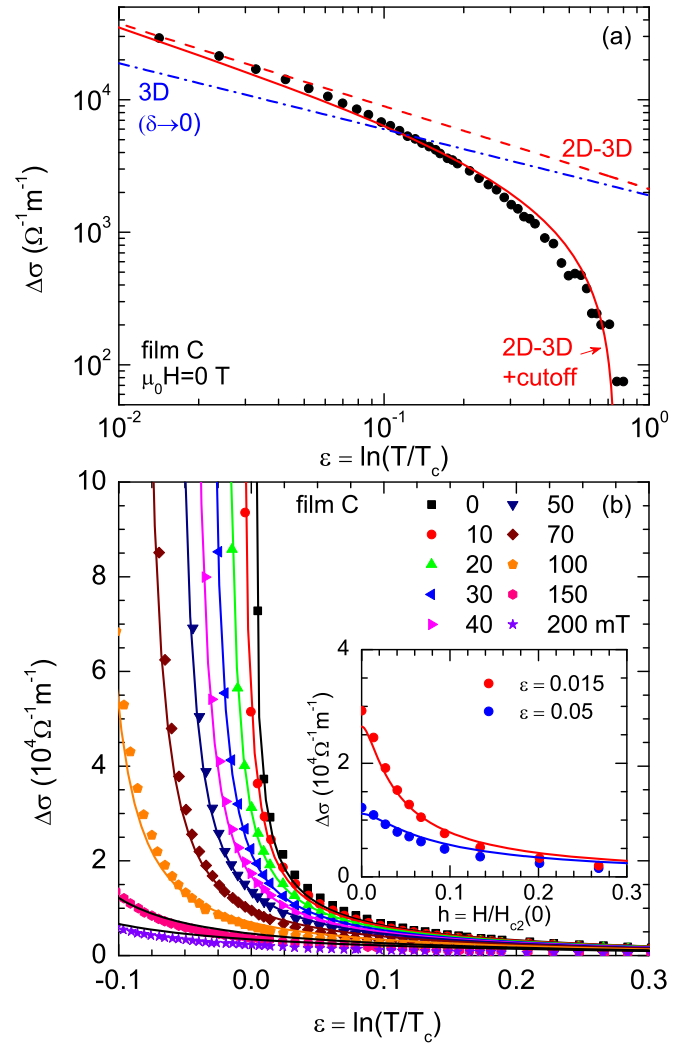 (a)
10⁴
10³
10²
Δσ (Ω⁻¹m⁻¹)
3D
(δ→0)
2D-3D
2D-3D
+cutoff
film C
μ₀H=0 T
10⁻²
10⁻¹
10⁰
ε = ln(T/T_c)
film C
(b)
0
50
10
70
20
100
30
150
40
200 mT
10
8
6
4
2
0
Δσ (10⁴Ω⁻¹m⁻¹)
4
2
0
Δσ (10⁴Ω⁻¹m⁻¹)
ε = 0.015
ε = 0.05
0.0
0.1
0.2
0.3
h = H/H_c2(0)
-0.1
0.0
0.1
0.2
0.3
ε = ln(T/T_c)